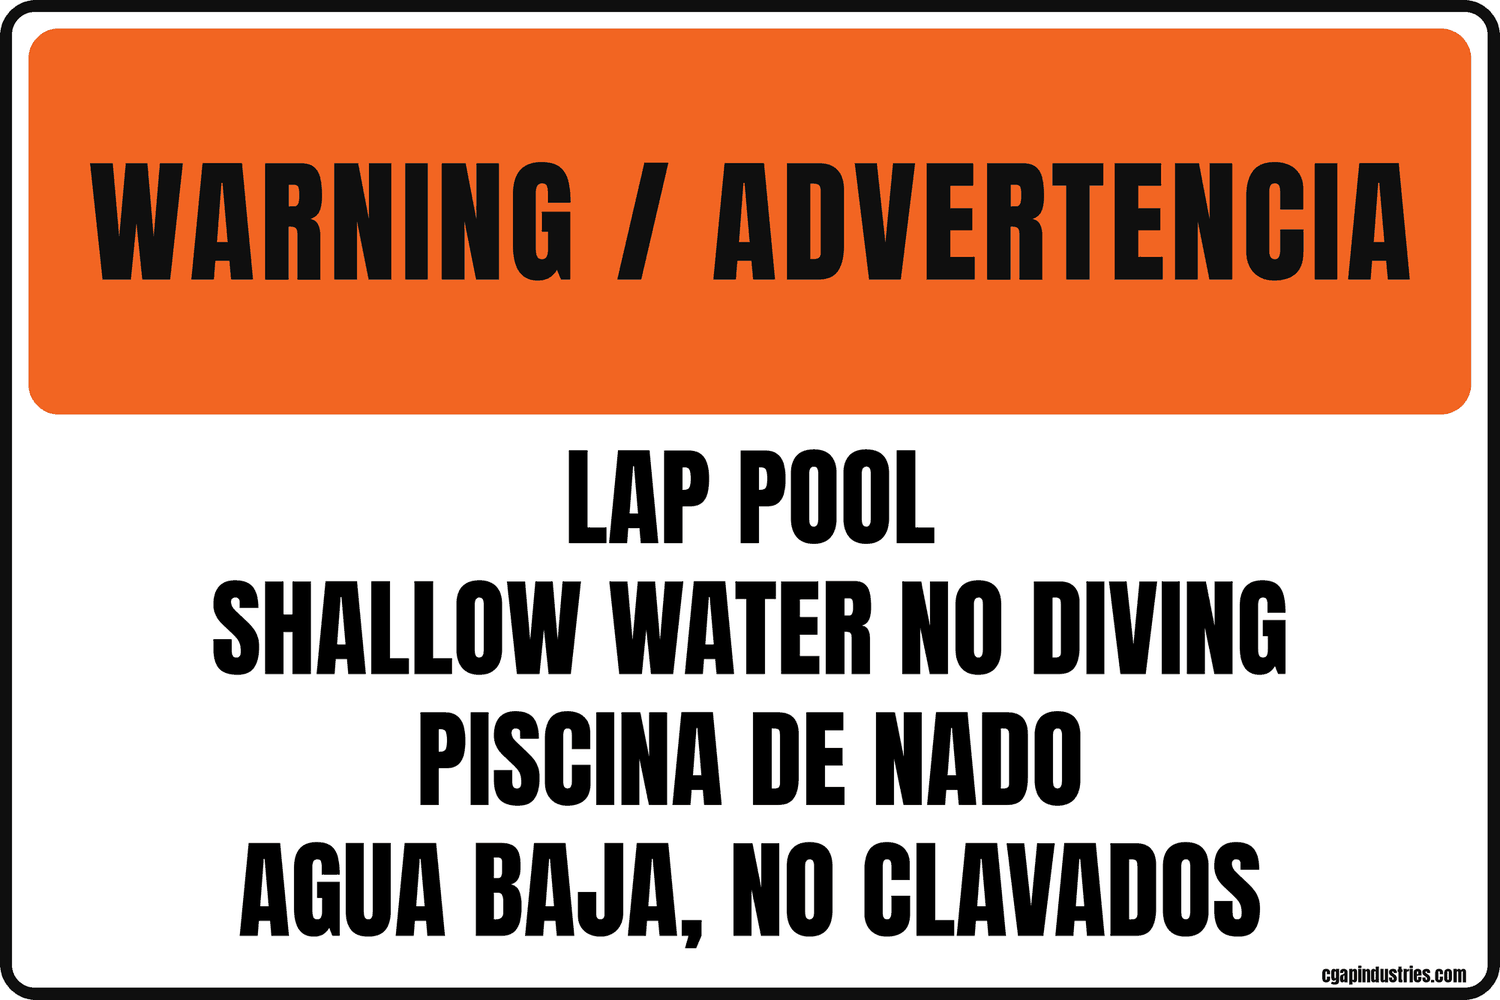 WARNING / ADVERTENCIA
LAP POOL
SHALLOW WATER NO DIVING
PISCINA DE NADO
AGUA BAJA, NO CLAVADOS
cgapindustries.com